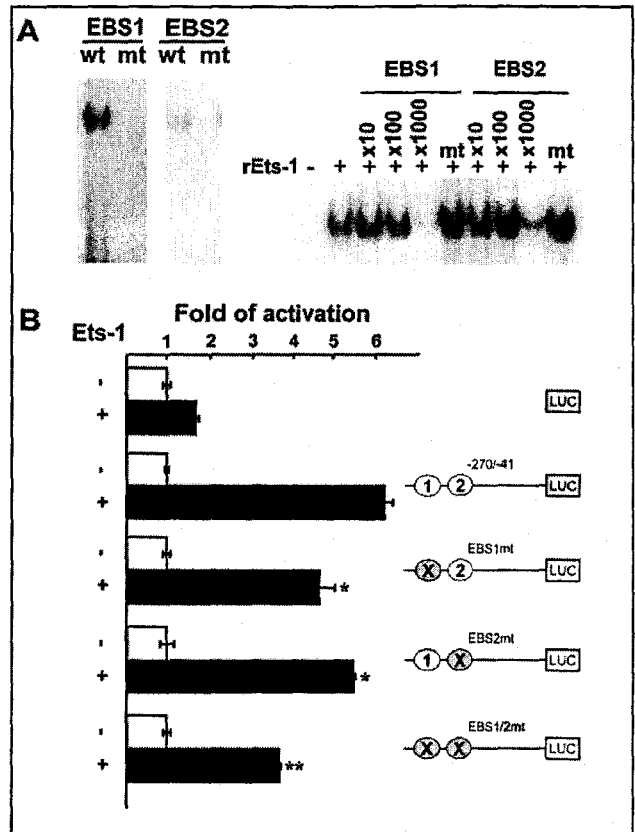 A
EBS1 EBS2
wt mt wt mt
EBS1 EBS2
x10 x100 x1000 mt x10 x100 x1000 mt
rEts-1 - + + + + + + + + +
B
Ets-1
Fold of activation
1 2 3 4 5 6
-
+
LUC
-
+
-270/-41
1 2 LUC
-
+ *
EBS1mt
X 2 LUC
-
+ *
EBS2mt
1 X LUC
-
+ **
EBS1/2mt
X X LUC